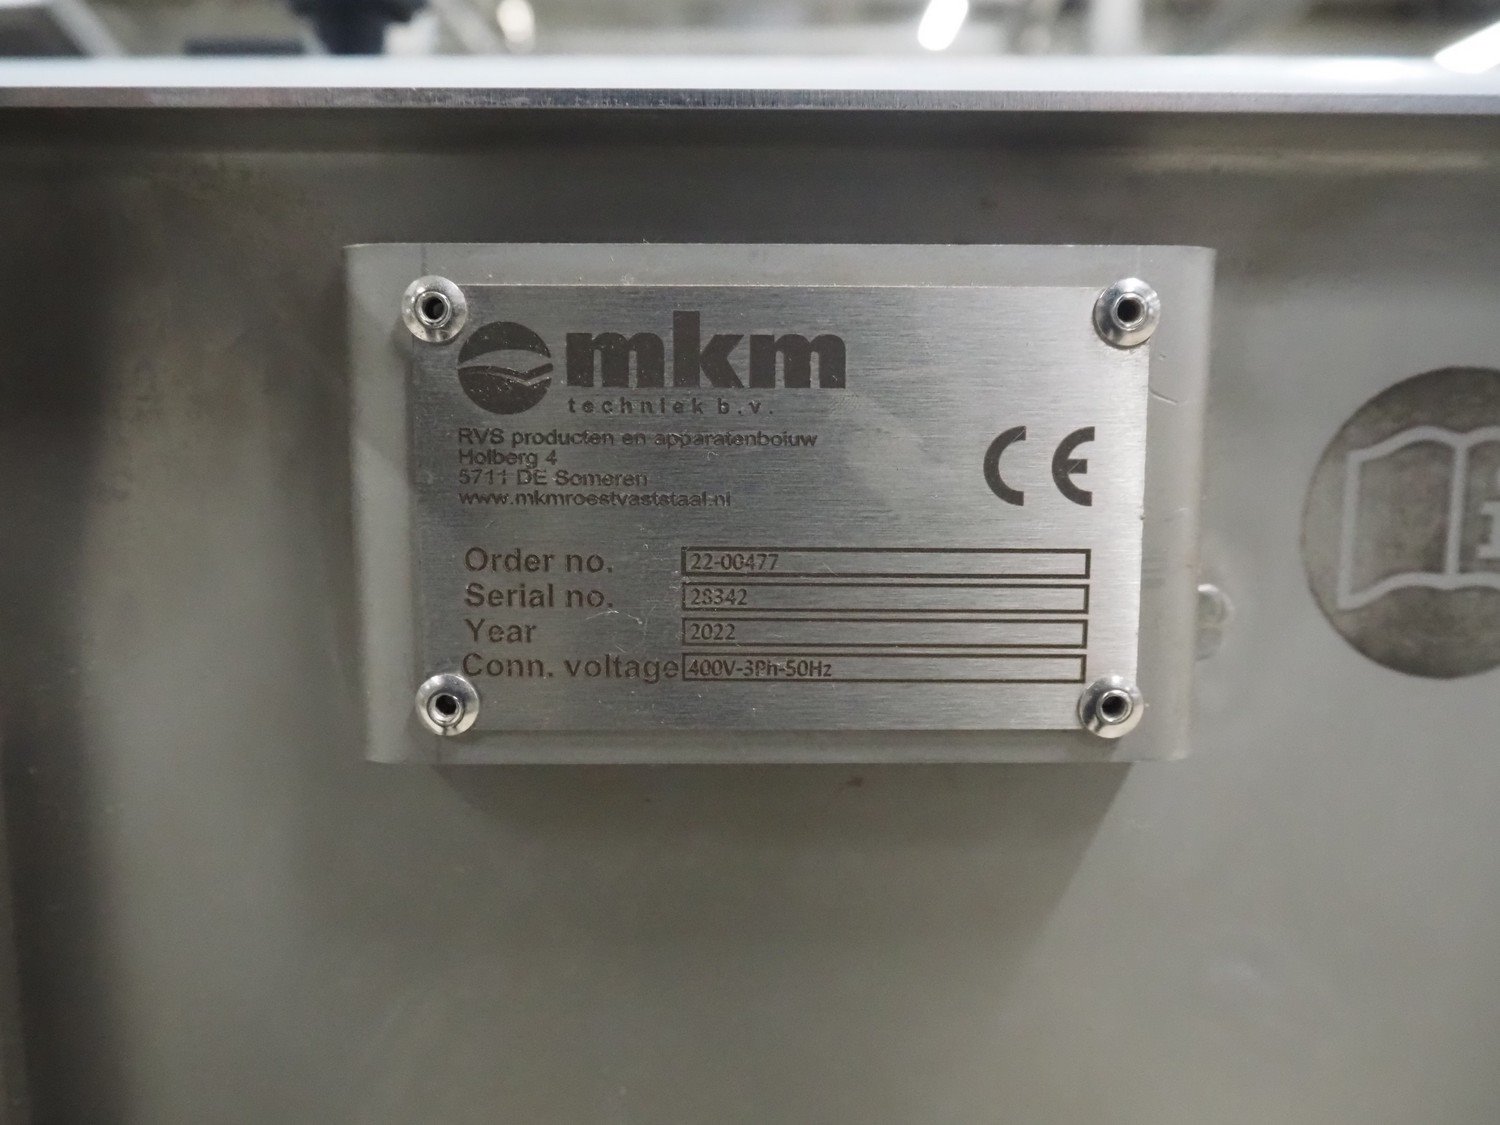 mkm
techniek b.v.
RVS producten en apparatenboiuw
Holberg 4
5711 DE Someren
www.mkmroestvaststaal.nl
CE
Order no. 22-00477
Serial no. 28342
Year 2022
Conn. voltage 400V-3Ph-50Hz